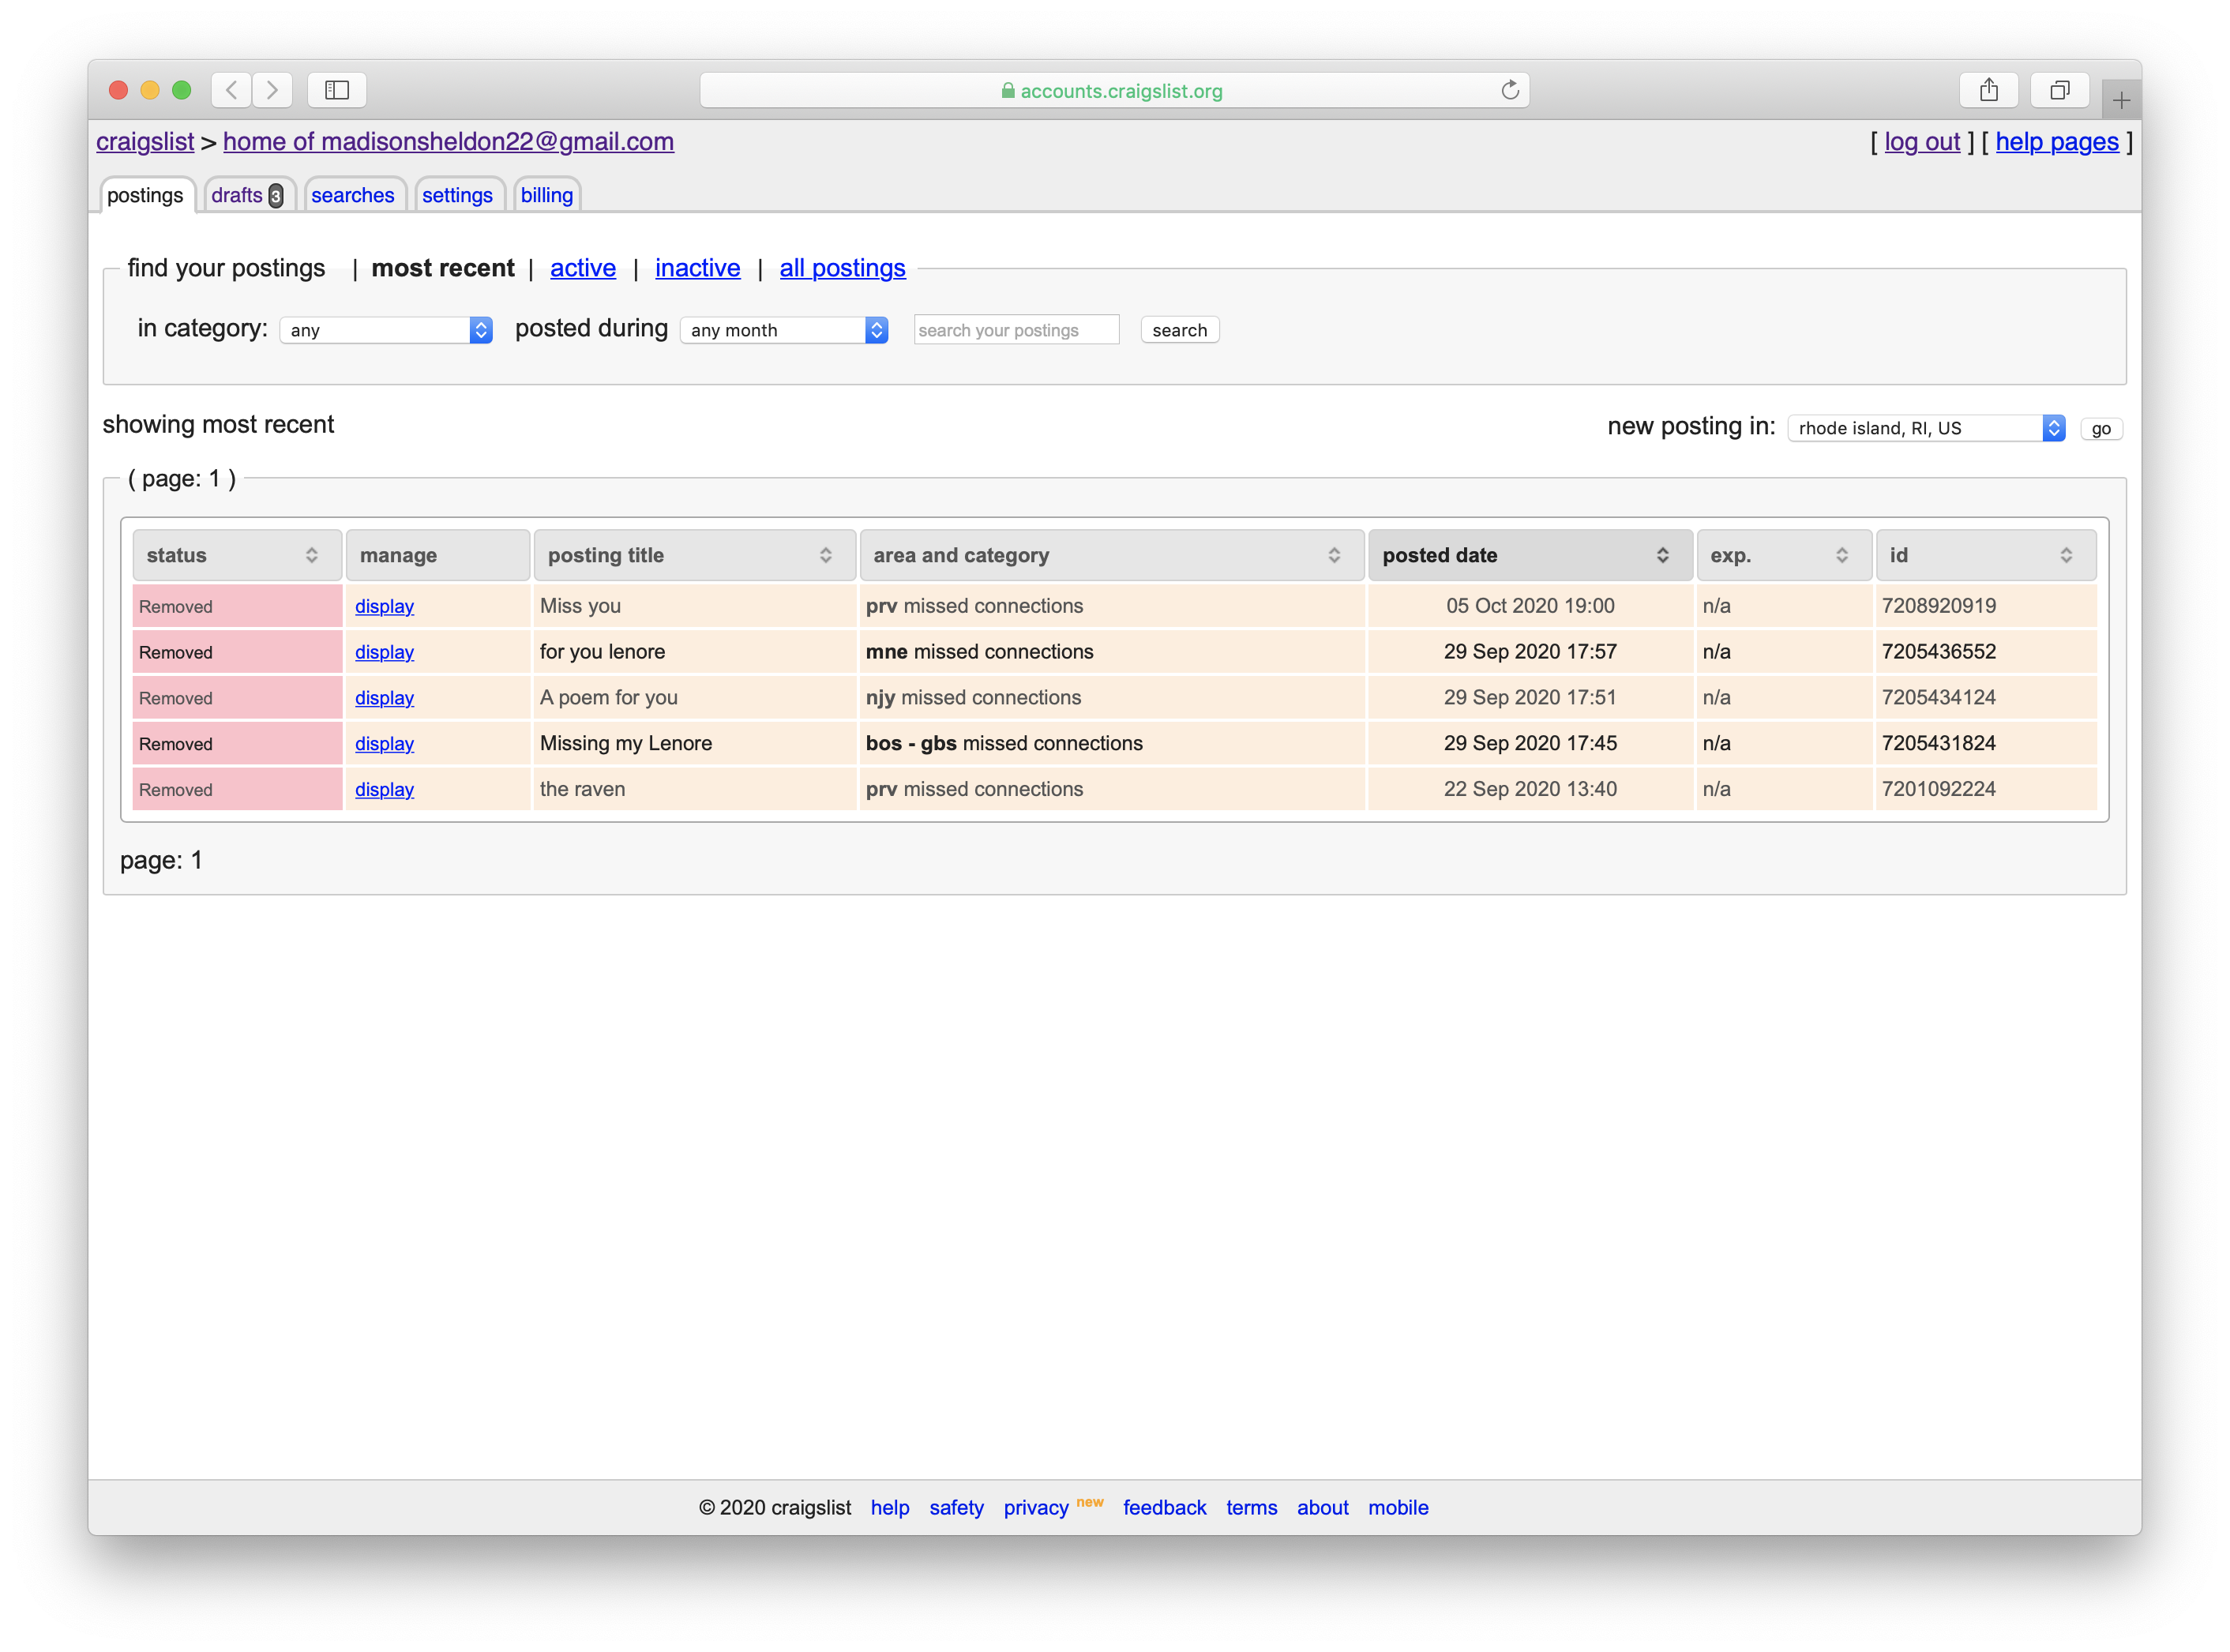 accounts.craigslist.org
craigslist > home of madisonsheldon22@gmail.com [ log out ] [ help pages ]
postings drafts 3 searches settings billing
find your postings | most recent | active | inactive | all postings
in category: any posted during any month search your postings search
showing most recent new posting in: rhode island, RI, US go
( page: 1 )
status manage posting title area and category posted date exp. id
Removed display Miss you prv missed connections 05 Oct 2020 19:00 n/a 7208920919
Removed display for you lenore mne missed connections 29 Sep 2020 17:57 n/a 7205436552
Removed display A poem for you njy missed connections 29 Sep 2020 17:51 n/a 7205434124
Removed display Missing my Lenore bos - gbs missed connections 29 Sep 2020 17:45 n/a 7205431824
Removed display the raven prv missed connections 22 Sep 2020 13:40 n/a 7201092224
page: 1
© 2020 craigslist help safety privacy new feedback terms about mobile